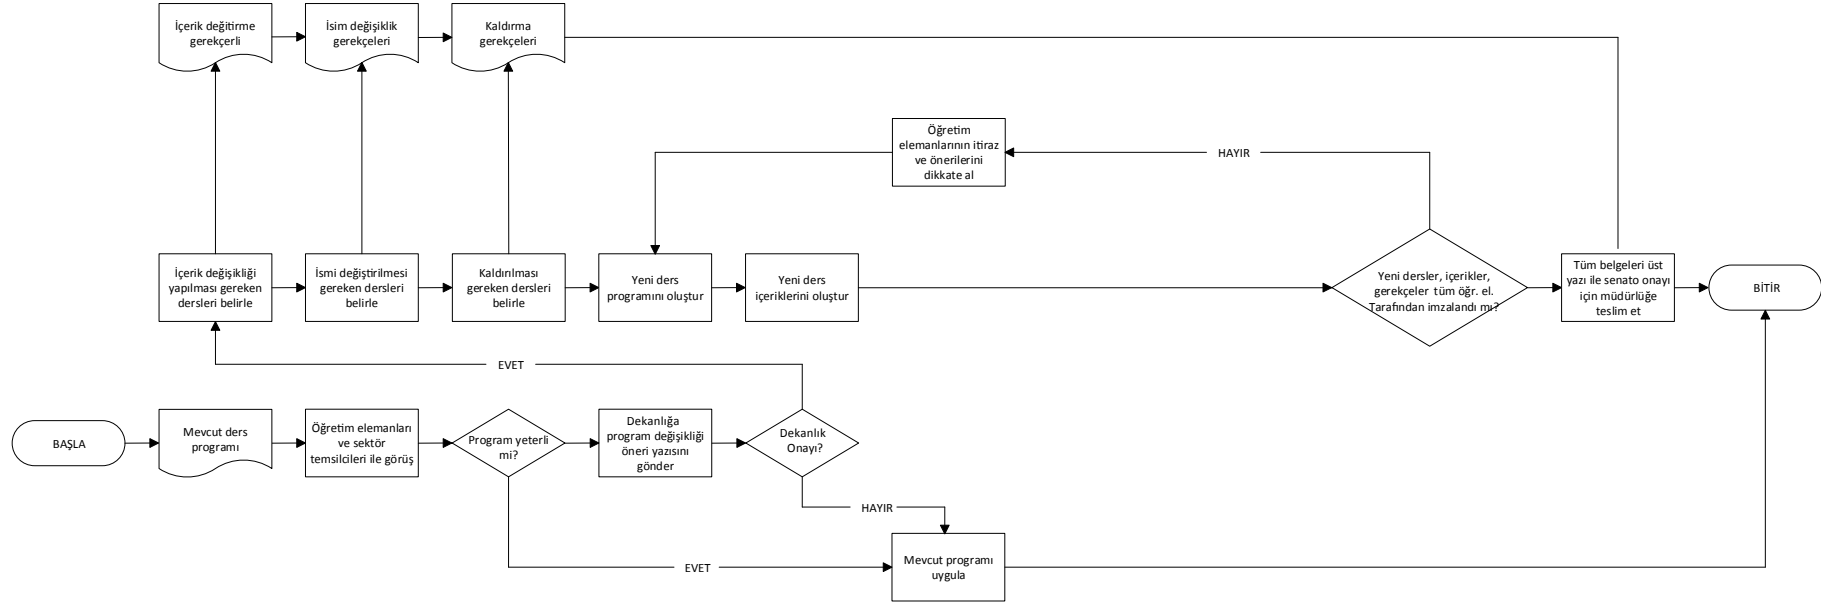 İçerik değitirme
gerekçerli
İsim değişiklik
gerekçeleri
Kaldırma
gerekçeleri
Öğretim
elemanlarının itiraz
ve önerilerini
dikkate al
HAYIR
İçerik değişikliği
yapılması gereken
dersleri belirle
İsmi değiştirilmesi
gereken dersleri
belirle
Kaldırılması
gereken dersleri
belirle
Yeni ders
programını oluştur
Yeni ders
içeriklerini oluştur
Yeni dersler, içerikler,
gerekçeler tüm öğr. el.
Tarafından imzalandı mı?
Tüm belgeleri üst
yazı ile senato onayı
için müdürlüğe
teslim et
BİTİR
EVET
BAŞLA
Mevcut ders
programı
Öğretim elemanları
ve sektör
temsilcileri ile görüş
Program yeterli
mi?
Dekanlığa
program değişikliği
öneri yazısını
gönder
Dekanlık
Onayı?
HAYIR
EVET
Mevcut programı
uygula